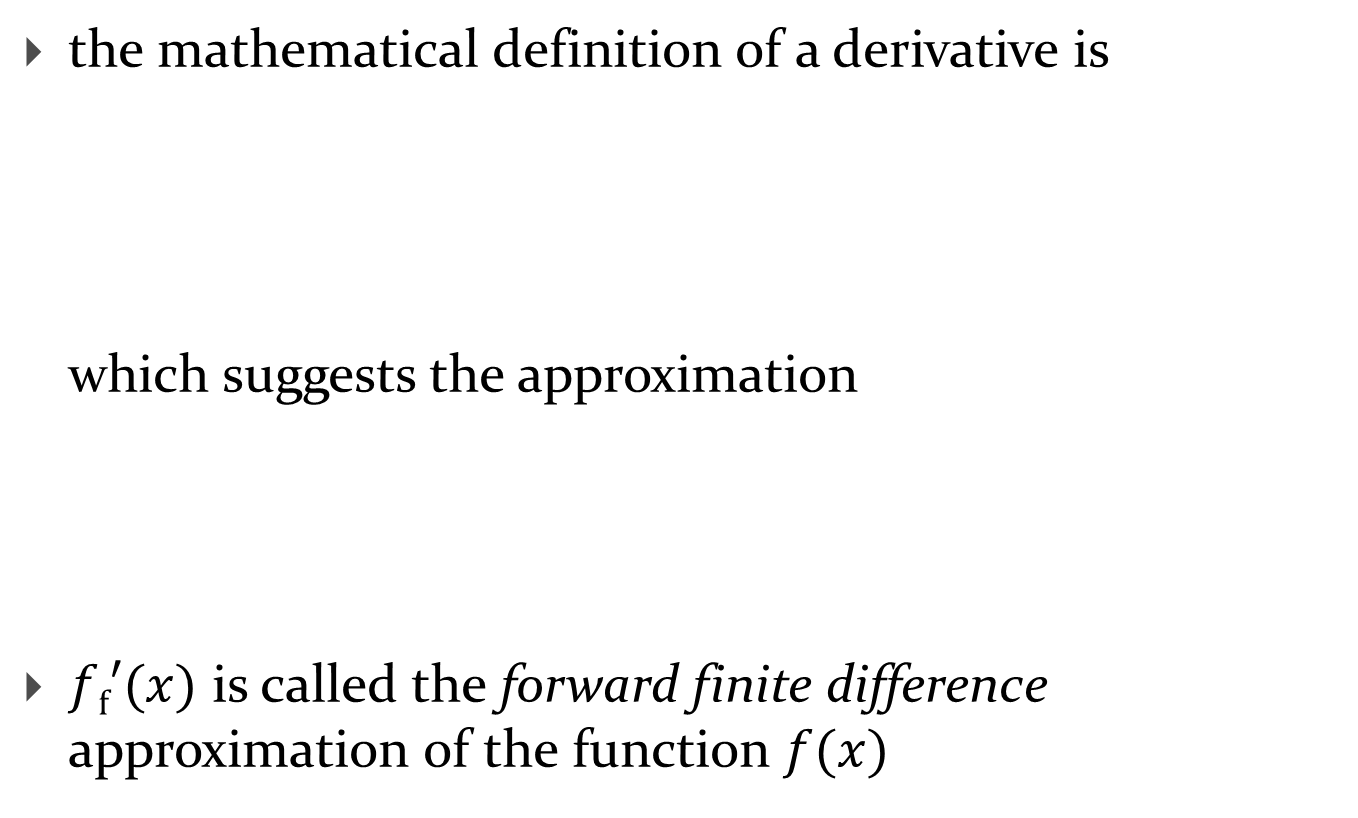 the mathematical definition of a derivative is
which suggests the approximation
f_f′(x) is called the forward finite difference
approximation of the function f(x)